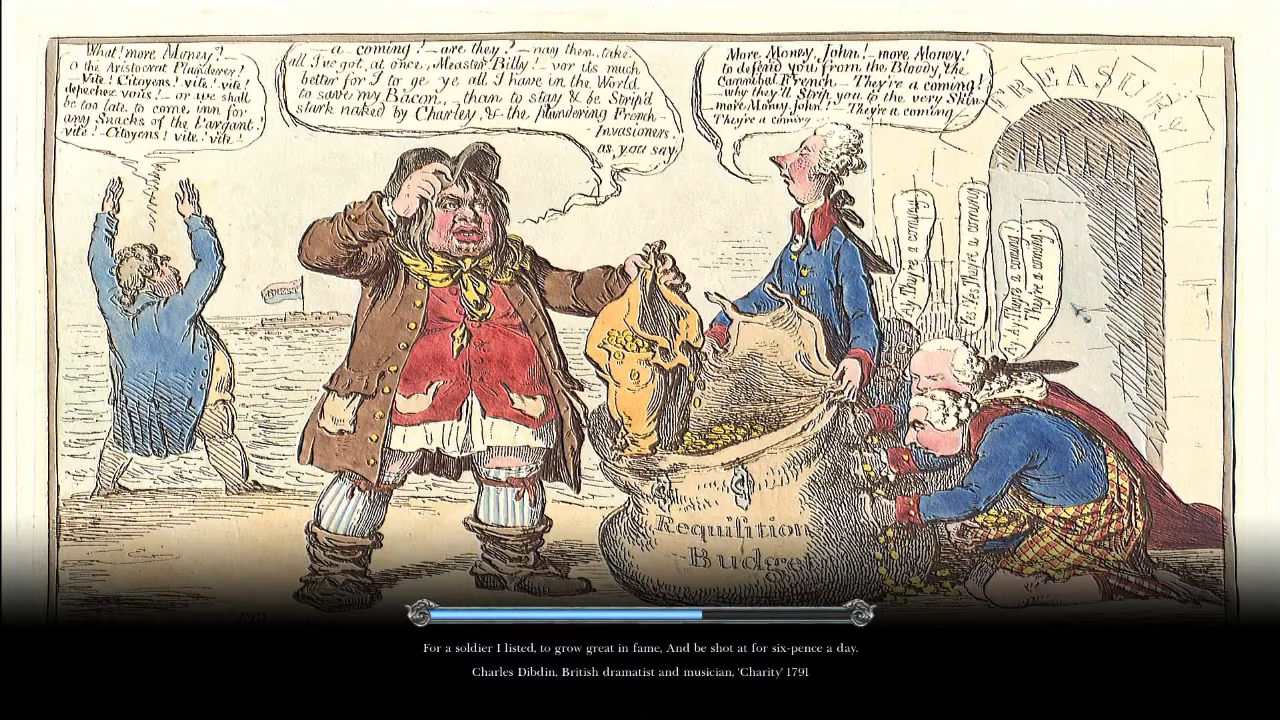 What! more Money?—
O the Aristocrat Plunderer!
Vite! Citoyens! vite! vite!
depechez vous!—or we shall
be too late to come inn for
any Snacks of the l'argant!
vite! Citoyens! vite! vite!
—a coming!—are they?—nay then, take
all I've got, at once, Measter Billy!—vor its much
better for I to ge ye all I have in the World
to save my Bacon,—than to stay & be Strip'd
stark naked by Charley, & the plundering French
Invasioners,
as you say
More Money, John!—more Money!
to defend you from the Bloody, the
Cannibal French—They're a coming!
—why they'll Strip you to the very Skin
more Money, John!—They're a coming
They're a coming
TREASURY
Ay They're a coming
Yes Yes They're a coming
Ay Ay They're a coming!
They're a coming!
Requisition
Budget
For a soldier I listed, to grow great in fame, And be shot at for six-pence a day.
Charles Dibdin, British dramatist and musician, 'Charity' 1791